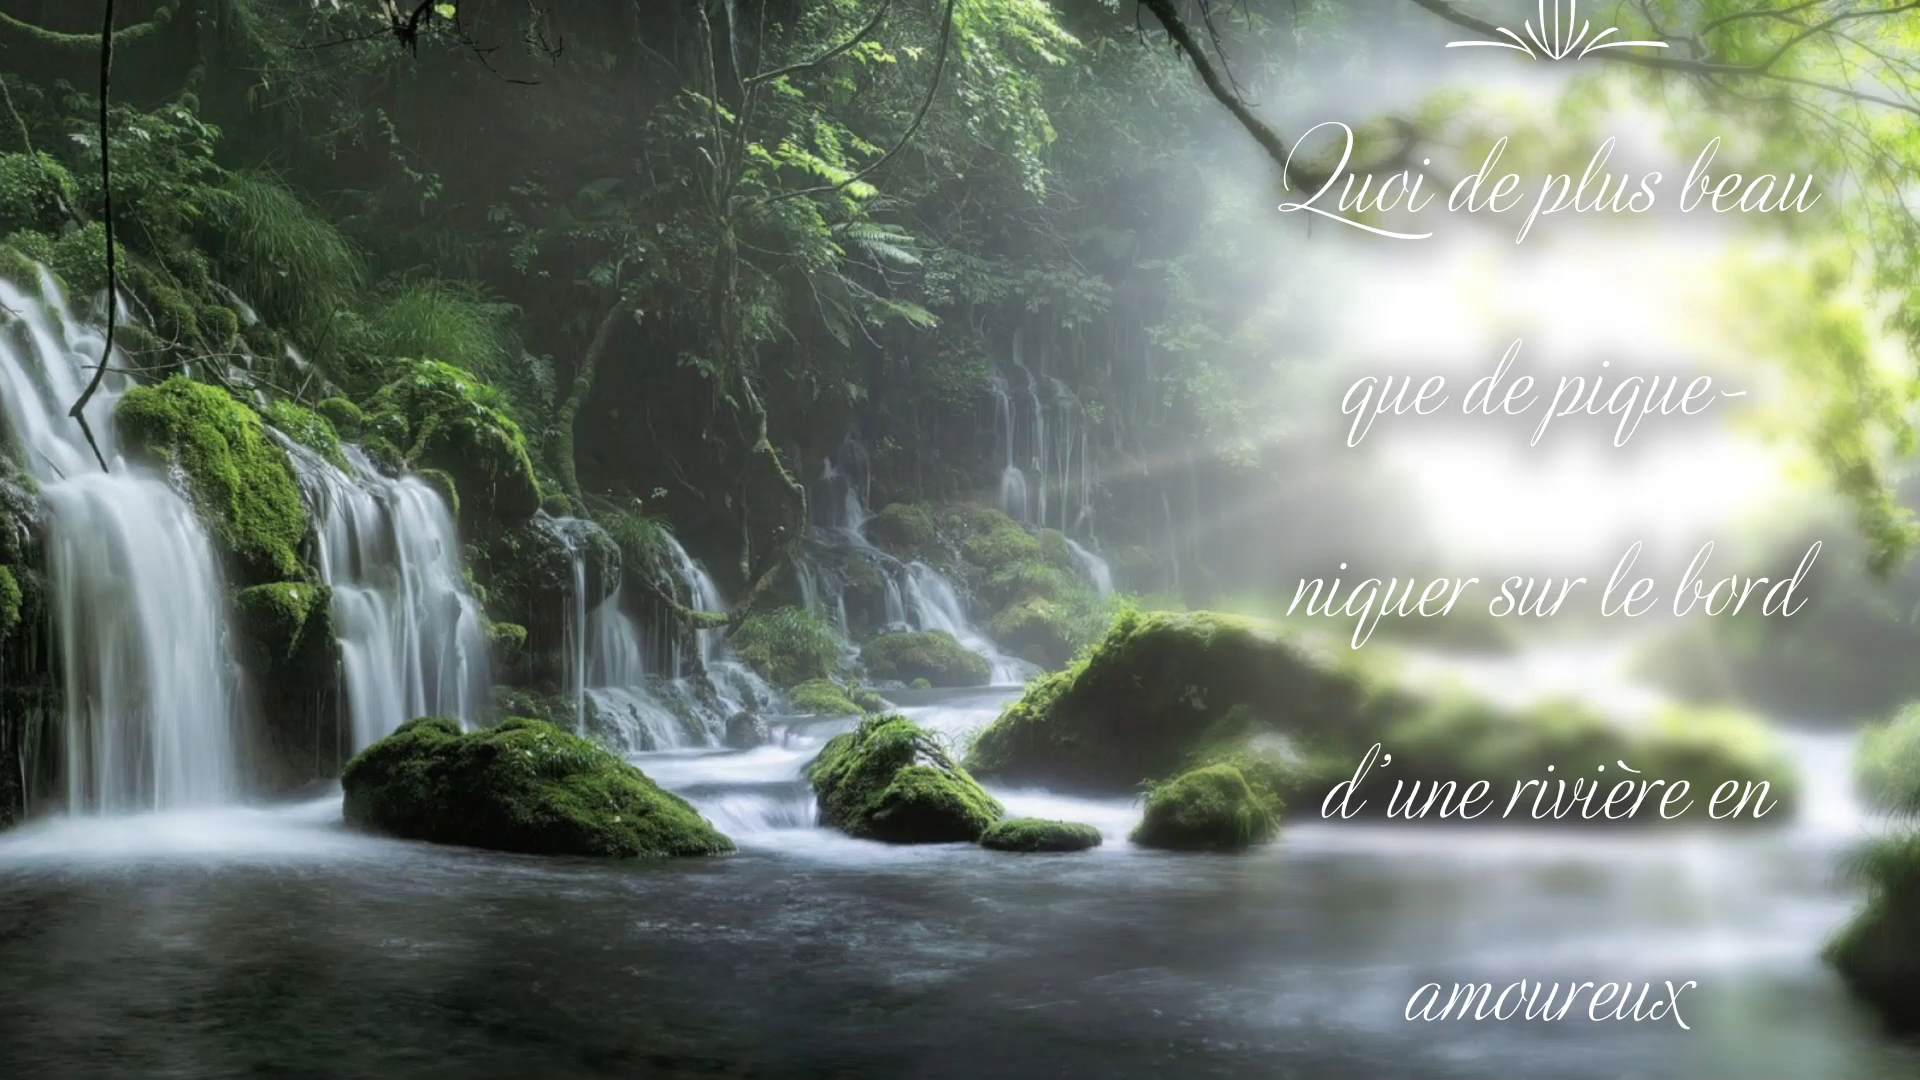 Quoi de plus beau
que de pique-
niquer sur le bord
d'une rivière en
amoureux